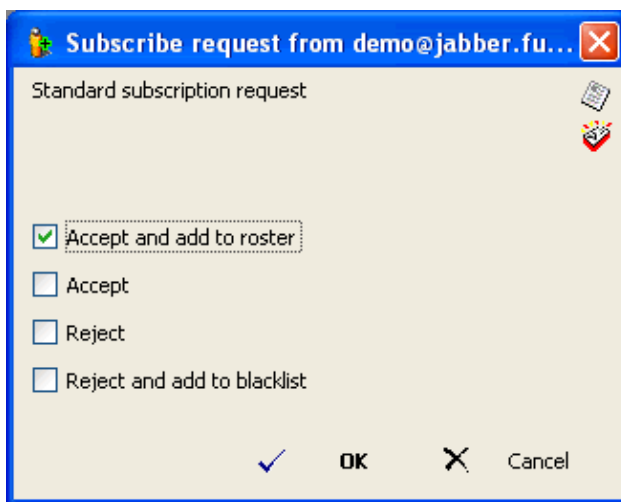 Subscribe request from demo@jabber.fu...
Standard subscription request
Accept and add to roster
Accept
Reject
Reject and add to blacklist
OK Cancel